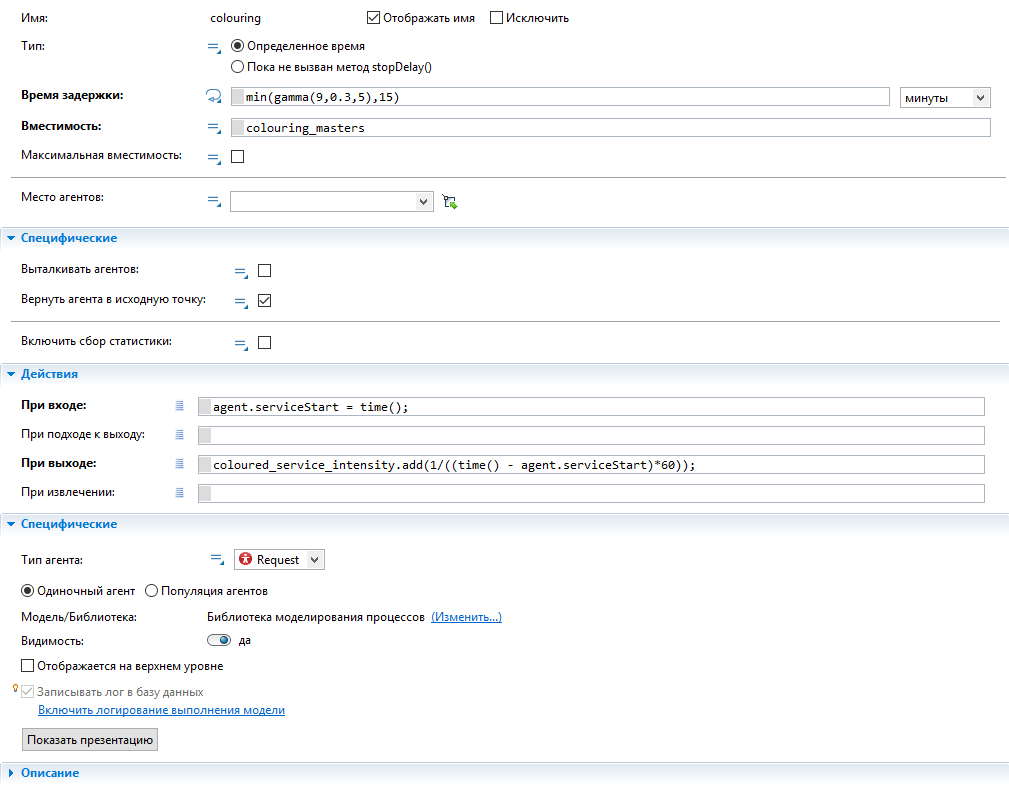 Имя: colouring Отображать имя Исключить
Тип: Определенное время
Пока не вызван метод stopDelay()
Время задержки: min(gamma(9,0.3,5),15) минуты
Вместимость: colouring_masters
Максимальная вместимость:
Место агентов:
Специфические
Выталкивать агентов:
Вернуть агента в исходную точку:
Включить сбор статистики:
Действия
При входе: agent.serviceStart = time();
При подходе к выходу:
При выходе: coloured_service_intensity.add(1/((time() - agent.serviceStart)*60));
При извлечении:
Специфические
Тип агента: Request
Одиночный агент Популяция агентов
Модель/Библиотека: Библиотека моделирования процессов (Изменить...)
Видимость: да
Отображается на верхнем уровне
Записывать лог в базу данных
Включить логирование выполнения модели
Показать презентацию
Описание